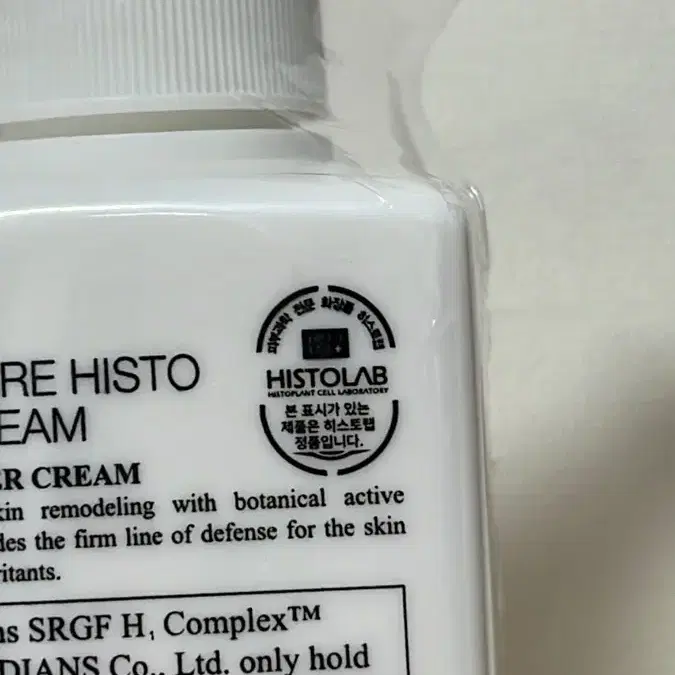 피부과학 전문 화장품 히스토랩
HISTOLAB
HISTOPLANT CELL LABORATORY
본 표시가 있는
제품은 히스토랩
정품입니다.
RE HISTO
EAM
ER CREAM
kin remodeling with botanical active
des the firm line of defense for the skin
ritants.
ns SRGF H, Complex™
DIANS Co., Ltd. only hold